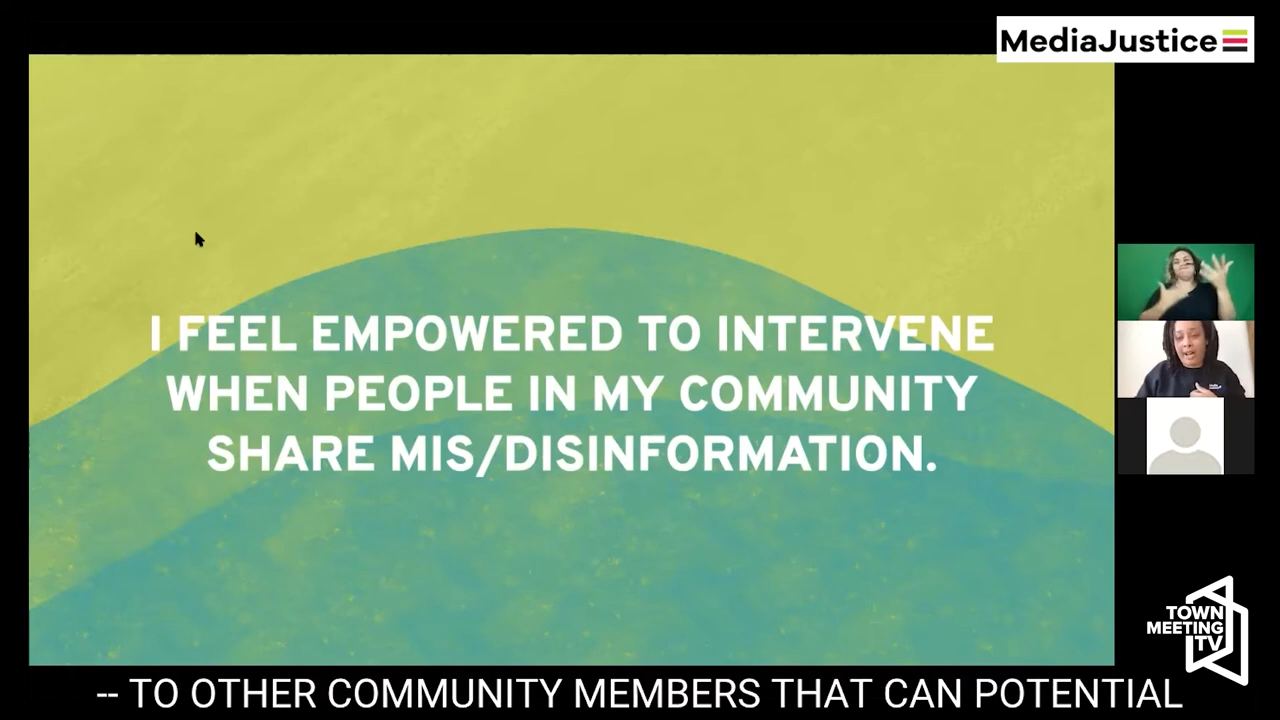 MediaJustice
I FEEL EMPOWERED TO INTERVENE
WHEN PEOPLE IN MY COMMUNITY
SHARE MIS/DISINFORMATION.
TOWN
MEETING
TV
-- TO OTHER COMMUNITY MEMBERS THAT CAN POTENTIAL